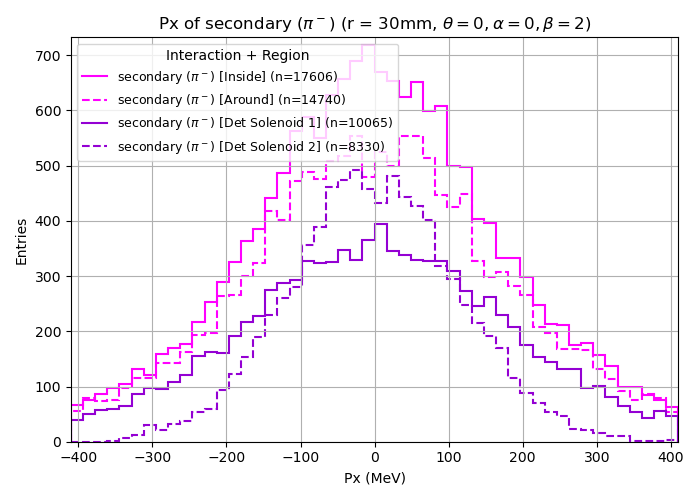 Px of secondary (π⁻) (r = 30mm, θ = 0, α = 0, β = 2)
Interaction + Region
secondary (π⁻) [Inside] (n=17606)
secondary (π⁻) [Around] (n=14740)
secondary (π⁻) [Det Solenoid 1] (n=10065)
secondary (π⁻) [Det Solenoid 2] (n=8330)
Entries
700
600
500
400
300
200
100
0
−400 −300 −200 −100 0 100 200 300 400
Px (MeV)